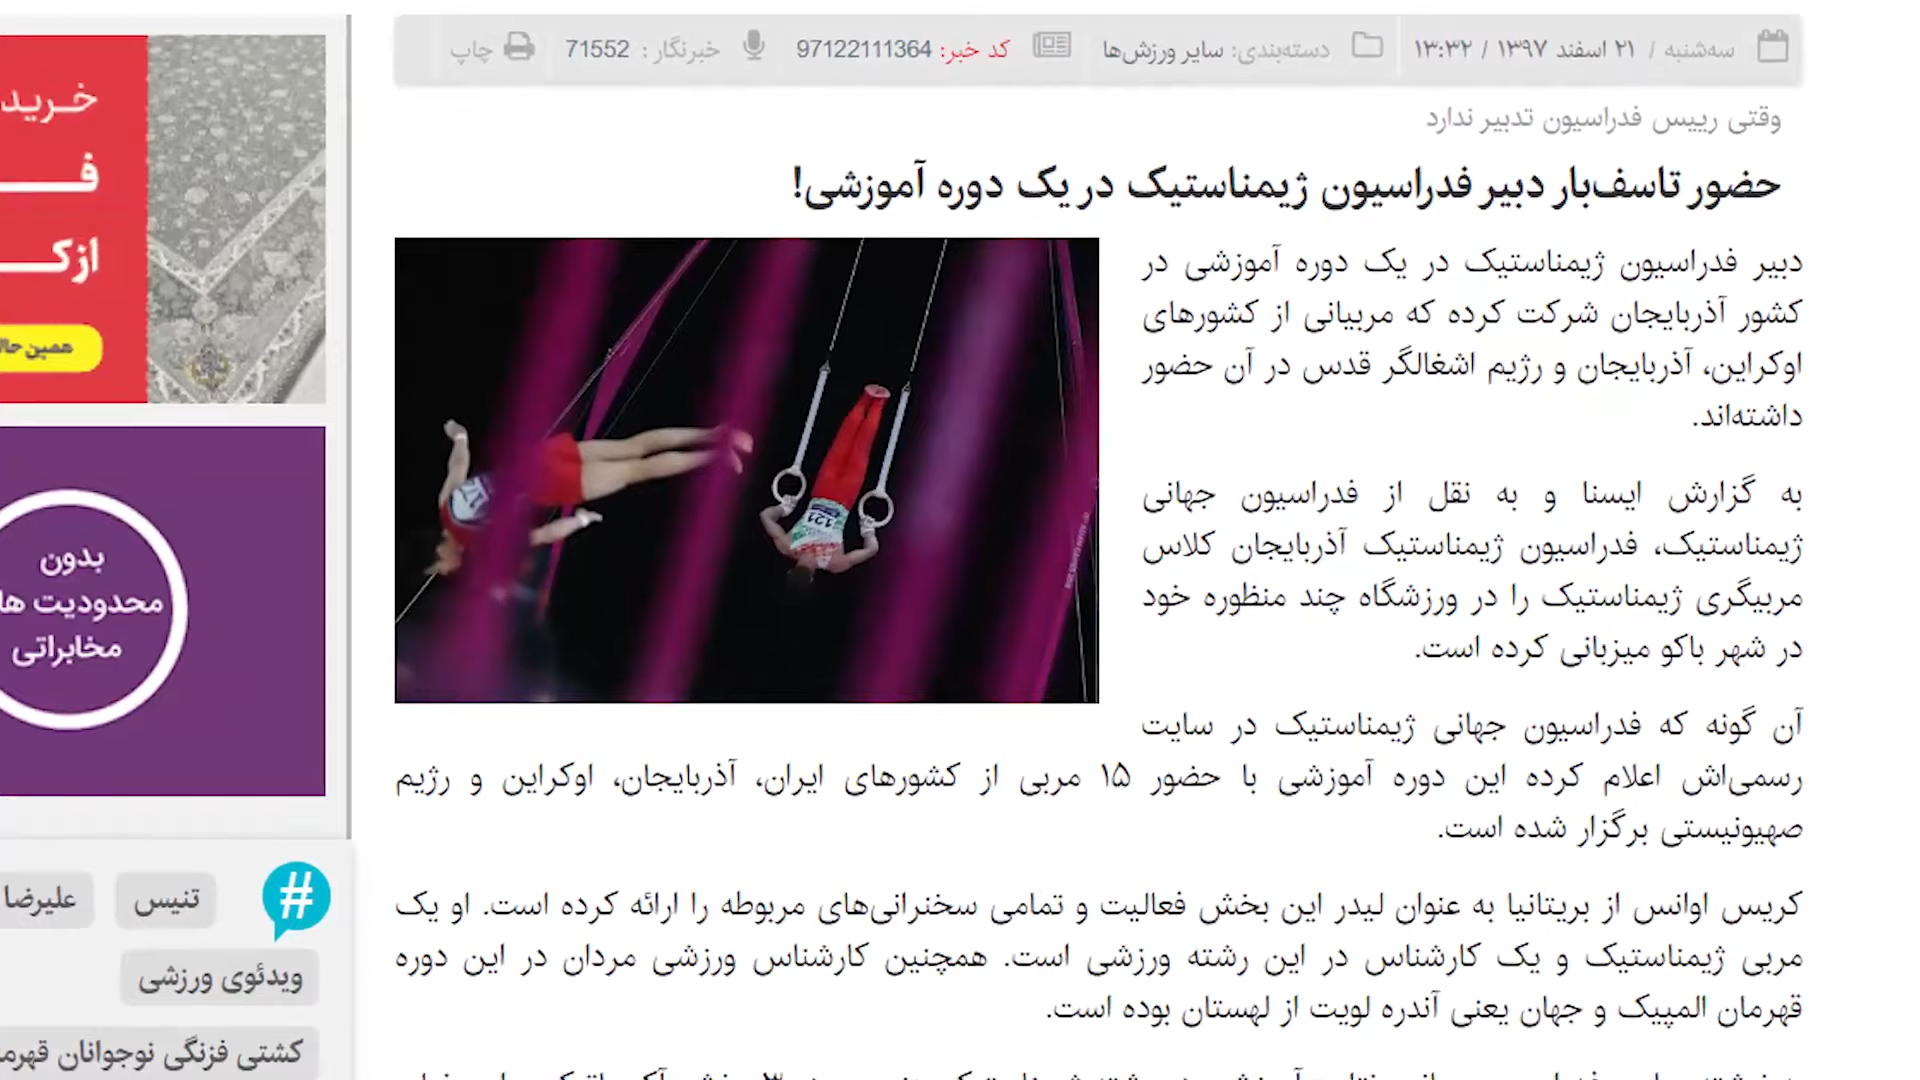 سه‌شنبه / ۲۱ اسفند ۱۳۹۷ / ۱۳:۳۲ دسته‌بندی: سایر ورزش‌ها کد خبر: 97122111364 خبرنگار : 71552 چاپ
وقتی رییس فدراسیون تدبیر ندارد
حضور تاسف‌بار دبیر فدراسیون ژیمناستیک در یک دوره آموزشی!
دبیر فدراسیون ژیمناستیک در یک دوره آموزشی در
کشور آذربایجان شرکت کرده که مربیانی از کشورهای
اوکراین، آذربایجان و رژیم اشغالگر قدس در آن حضور
داشته‌اند.
به گزارش ایسنا و به نقل از فدراسیون جهانی
ژیمناستیک، فدراسیون ژیمناستیک آذربایجان کلاس
مربیگری ژیمناستیک را در ورزشگاه چند منظوره خود
در شهر باکو میزبانی کرده است.
آن گونه که فدراسیون جهانی ژیمناستیک در سایت
رسمی‌اش اعلام کرده این دوره آموزشی با حضور ۱۵ مربی از کشورهای ایران، آذربایجان، اوکراین و رژیم
صهیونیستی برگزار شده است.
کریس اوانس از بریتانیا به عنوان لیدر این بخش فعالیت و تمامی سخنرانی‌های مربوطه را ارائه کرده است. او یک
مربی ژیمناستیک و یک کارشناس در این رشته ورزشی است. همچنین کارشناس ورزشی مردان در این دوره
قهرمان المپیک و جهان یعنی آندره لویت از لهستان بوده است.
121
خرید
ف
ازک
همین حالا
بدون
محدودیت ها
مخابراتی
#
تنیس
علیرضا
ویدئوی ورزشی
کشتی فرنگی نوجوانان قهرما